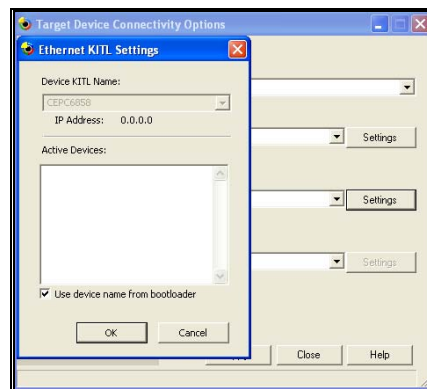 Target Device Connectivity Options
Ethernet KITL Settings
Device KITL Name:
CEPC6858
IP Address: 0.0.0.0
Settings
Active Devices:
Settings
Settings
Use device name from bootloader
OK Cancel
Close Help